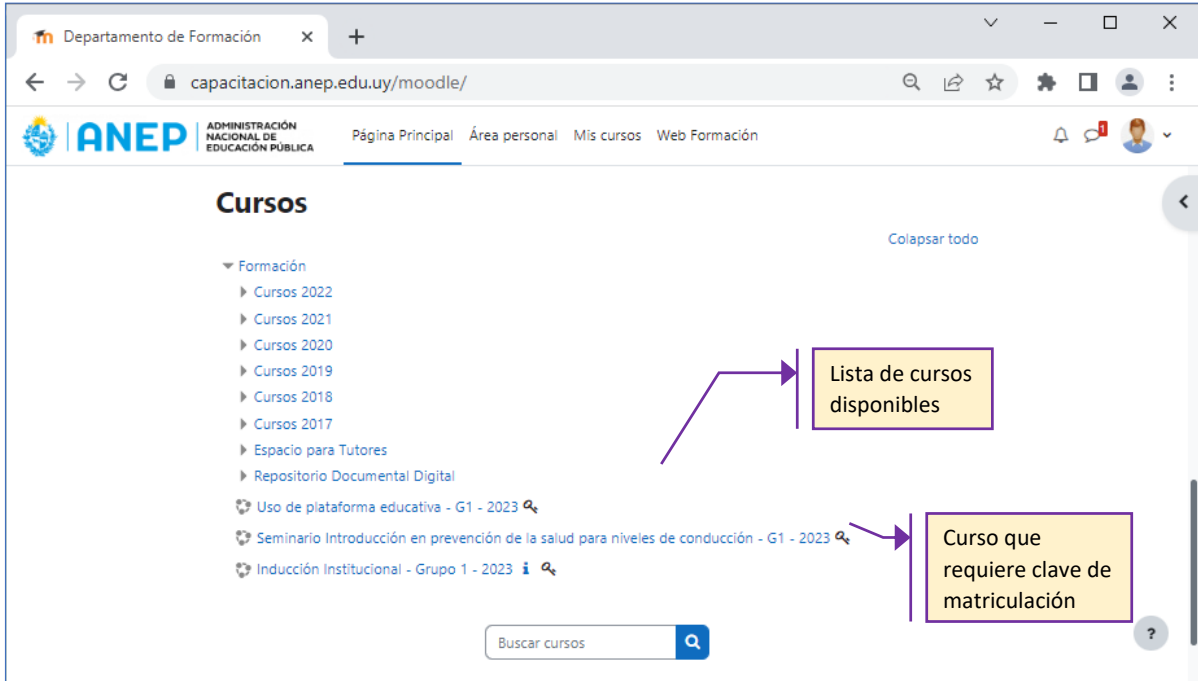 Departamento de Formación
capacitacion.anep.edu.uy/moodle/
ANEP
ADMINISTRACIÓN
NACIONAL DE
EDUCACIÓN PÚBLICA
Página Principal Área personal Mis cursos Web Formación
1
Cursos
Colapsar todo
Formación
Cursos 2022
Cursos 2021
Cursos 2020
Cursos 2019
Cursos 2018
Cursos 2017
Espacio para Tutores
Repositorio Documental Digital
Lista de cursos
disponibles
Uso de plataforma educativa - G1 - 2023
Seminario Introducción en prevención de la salud para niveles de conducción - G1 - 2023
Inducción Institucional - Grupo 1 - 2023 i
Curso que
requiere clave de
matriculación
Buscar cursos
?